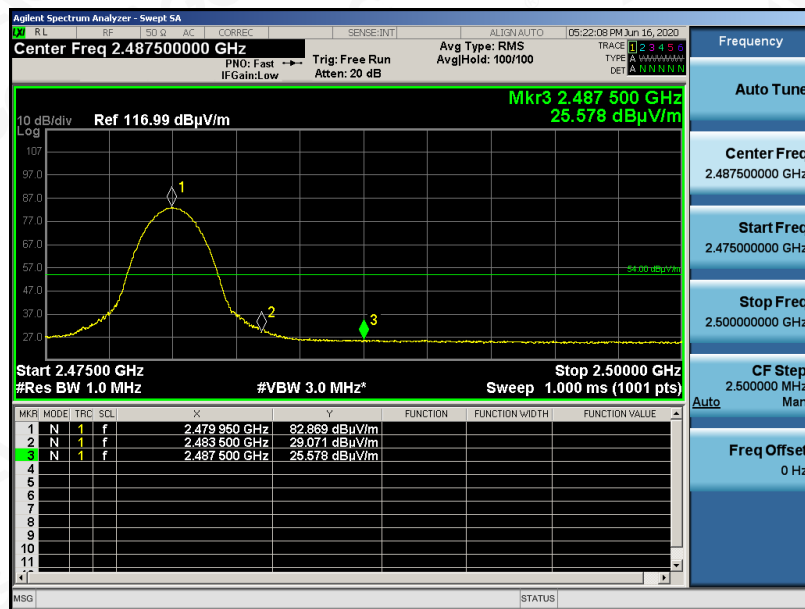 Agilent Spectrum Analyzer - Swept SA
LXI RL RF 50 Ω AC CORREC SENSE:INT ALIGN AUTO 05:22:08 PM Jun 16, 2020
Center Freq 2.487500000 GHz
PNO: Fast
IFGain:Low
Trig: Free Run
Atten: 20 dB
Avg Type: RMS
Avg|Hold: 100/100
TRACE 1 2 3 4 5 6
TYPE A WWWWW
DET A N N N N N
Mkr3 2.487 500 GHz
25.578 dBµV/m
10 dB/div Ref 116.99 dBµV/m
Log
107
97.0
87.0
77.0
67.0
57.0
47.0
37.0
27.0
1
2
3
54.00 dBµV/m
Start 2.47500 GHz Stop 2.50000 GHz
#Res BW 1.0 MHz #VBW 3.0 MHz* Sweep 1.000 ms (1001 pts)
MKR MODE TRC SCL X Y FUNCTION FUNCTION WIDTH FUNCTION VALUE
1 N 1 f 2.479 950 GHz 82.869 dBµV/m
2 N 1 f 2.483 500 GHz 29.071 dBµV/m
3 N 1 f 2.487 500 GHz 25.578 dBµV/m
4
5
6
7
8
9
10
11
MSG STATUS
Frequency
Auto Tune
Center Freq
2.487500000 GHz
Start Freq
2.475000000 GHz
Stop Freq
2.500000000 GHz
CF Step
2.500000 MHz
Auto Man
Freq Offset
0 Hz